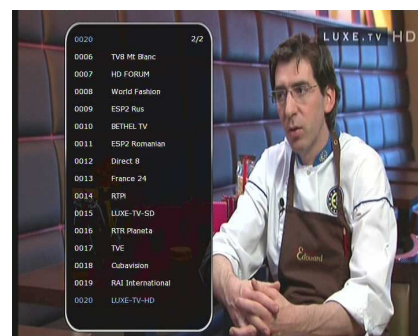 0020 2/2
0006 TV8 Mt Blanc
0007 HD FORUM
0008 World Fashion
0009 ESP2 Rus
0010 BETHEL TV
0011 ESP2 Romanian
0012 Direct 8
0013 France 24
0014 RTPi
0015 LUXE-TV-SD
0016 RTR Planeta
0017 TVE
0018 Cubavision
0019 RAI International
0020 LUXE-TV-HD
LUXE.TV HD
Edouard